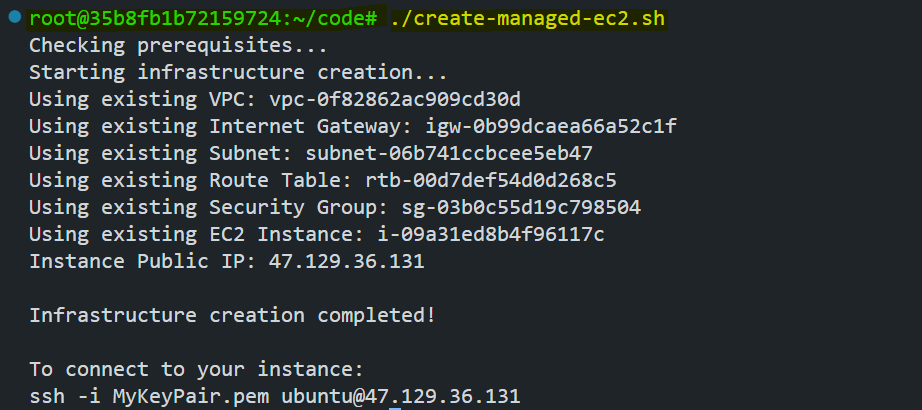 root@35b8fb1b72159724:~/code# ./create-managed-ec2.sh
Checking prerequisites...
Starting infrastructure creation...
Using existing VPC: vpc-0f82862ac909cd30d
Using existing Internet Gateway: igw-0b99dcaea66a52c1f
Using existing Subnet: subnet-06b741ccbcee5eb47
Using existing Route Table: rtb-00d7def54d0d268c5
Using existing Security Group: sg-03b0c55d19c798504
Using existing EC2 Instance: i-09a31ed8b4f96117c
Instance Public IP: 47.129.36.131
Infrastructure creation completed!
To connect to your instance:
ssh -i MyKeyPair.pem ubuntu@47.129.36.131